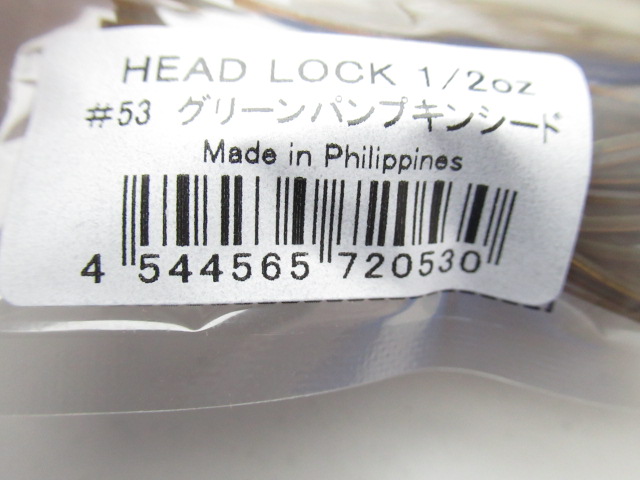 HEAD LOCK 1/2oz
#53 グリーンパンプキンシード
Made in Philippines
4 544565 720530